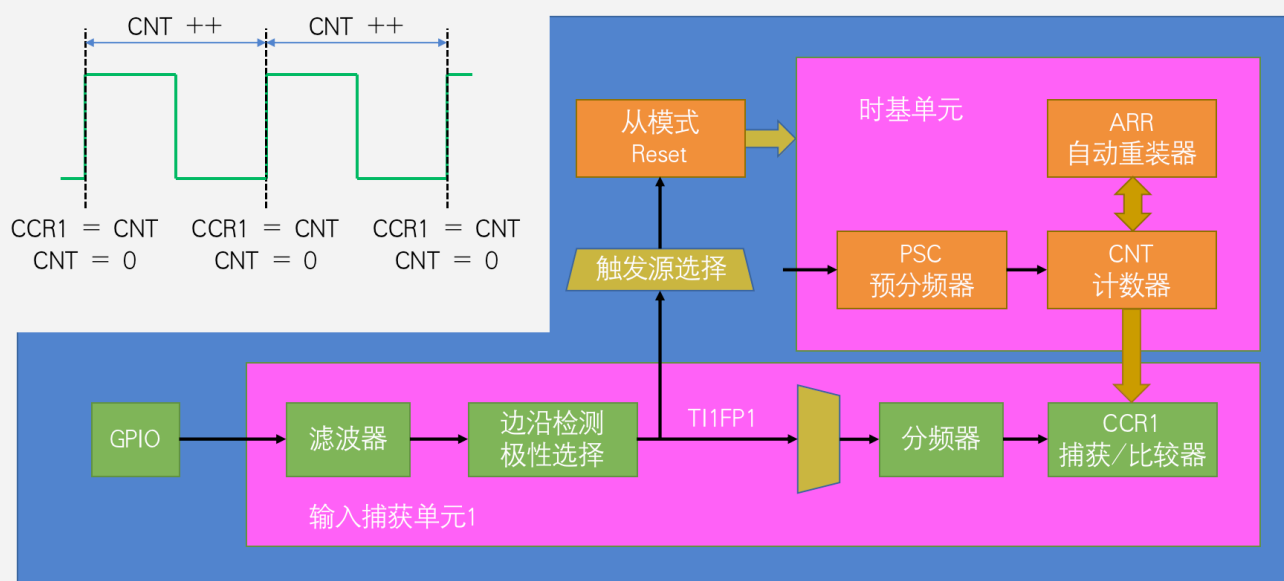 CNT ++
CNT ++
CCR1 = CNT
CNT = 0
CCR1 = CNT
CNT = 0
CCR1 = CNT
CNT = 0
从模式
Reset
时基单元
ARR
自动重装器
触发源选择
PSC
预分频器
CNT
计数器
GPIO
滤波器
边沿检测
极性选择
TI1FP1
分频器
CCR1
捕获/比较器
输入捕获单元1